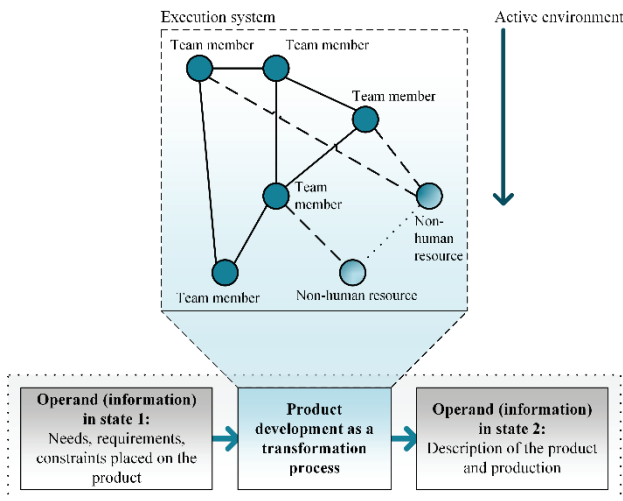 Execution system
Active environment
Team member
Team member
Team member
Team
member
Non-
human
resource
Team member
Non-human resource
Operand (information)
in state 1:
Needs, requirements,
constraints placed on the
product
Product
development as a
transformation
process
Operand (information)
in state 2:
Description of the product
and production